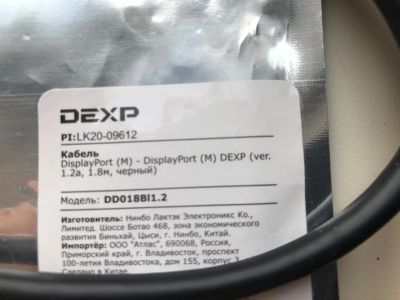 DEXP
PI:LK20-09612
Кабель
DisplayPort (M) - DisplayPort (M) DEXP (ver.
1.2a, 1.8м, черный)
Модель: DD018Bl1.2
Изготовитель: Нинбо Лактэк Электроникс Ко.,
Лимитед. Шоссе Ботао 468, зона экономического
развития Биньхай, Цысы, г. Нинбо, Китай.
Импортёр: ООО "Атлас", 690068, Россия,
Приморский край, г. Владивосток, проспект
100-летия Владивостока, дом 155, корпус 3
Сделано в Китае.